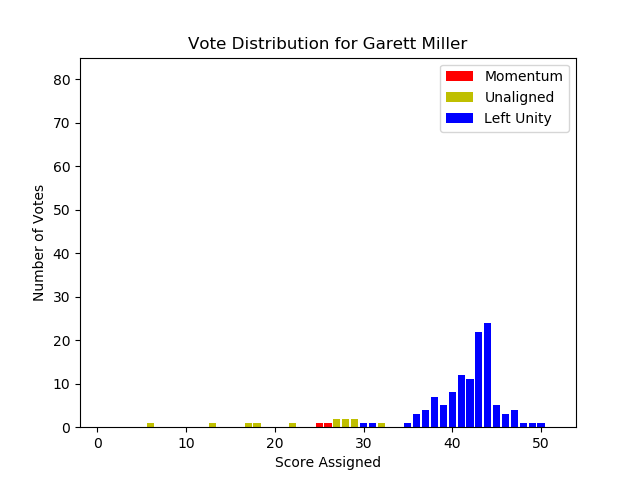 Vote Distribution for Garett Miller
Momentum
Unaligned
Left Unity
Number of Votes
80
70
60
50
40
30
20
10
0
0 10 20 30 40 50
Score Assigned